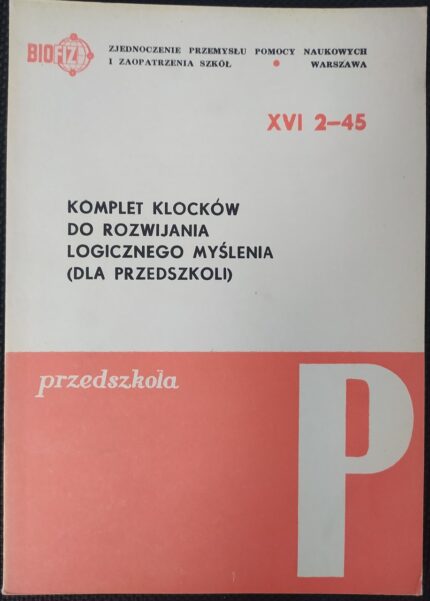 BIOFIZ
ZJEDNOCZENIE PRZEMYSŁU POMOCY NAUKOWYCH
I ZAOPATRZENIA SZKÓŁ • WARSZAWA
XVI 2-45
KOMPLET KLOCKÓW
DO ROZWIJANIA
LOGICZNEGO MYŚLENIA
(DLA PRZEDSZKOLI)
przedszkola
P